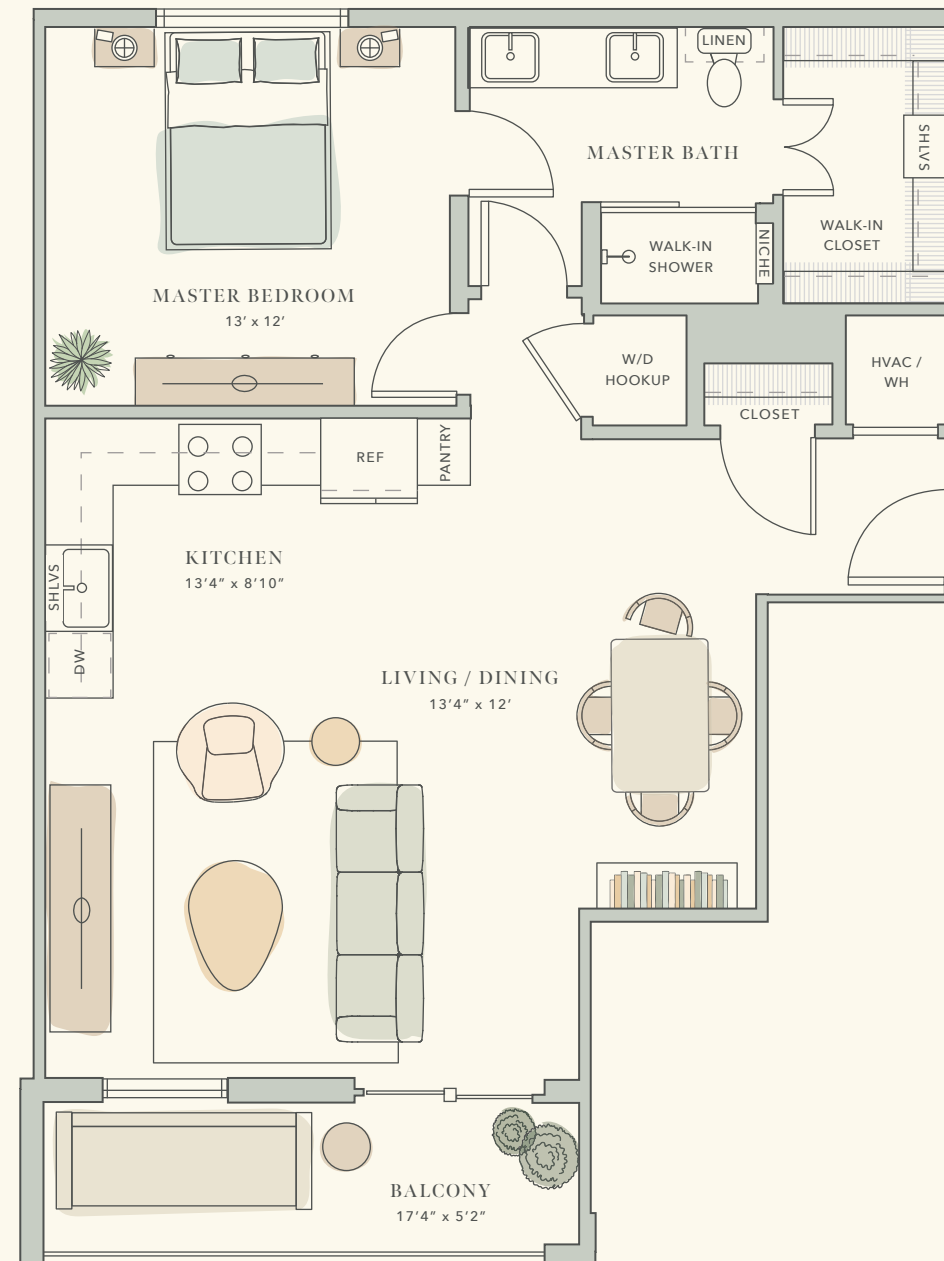 LINEN
MASTER BATH
SHLVS
WALK-IN
CLOSET
WALK-IN
SHOWER
NICHE
MASTER BEDROOM
13’ x 12’
W/D
HOOKUP
HVAC /
WH
CLOSET
REF
PANTRY
KITCHEN
13’4” x 8’10”
SHLVS
DW
LIVING / DINING
13’4” x 12’
BALCONY
17’4” x 5’2”